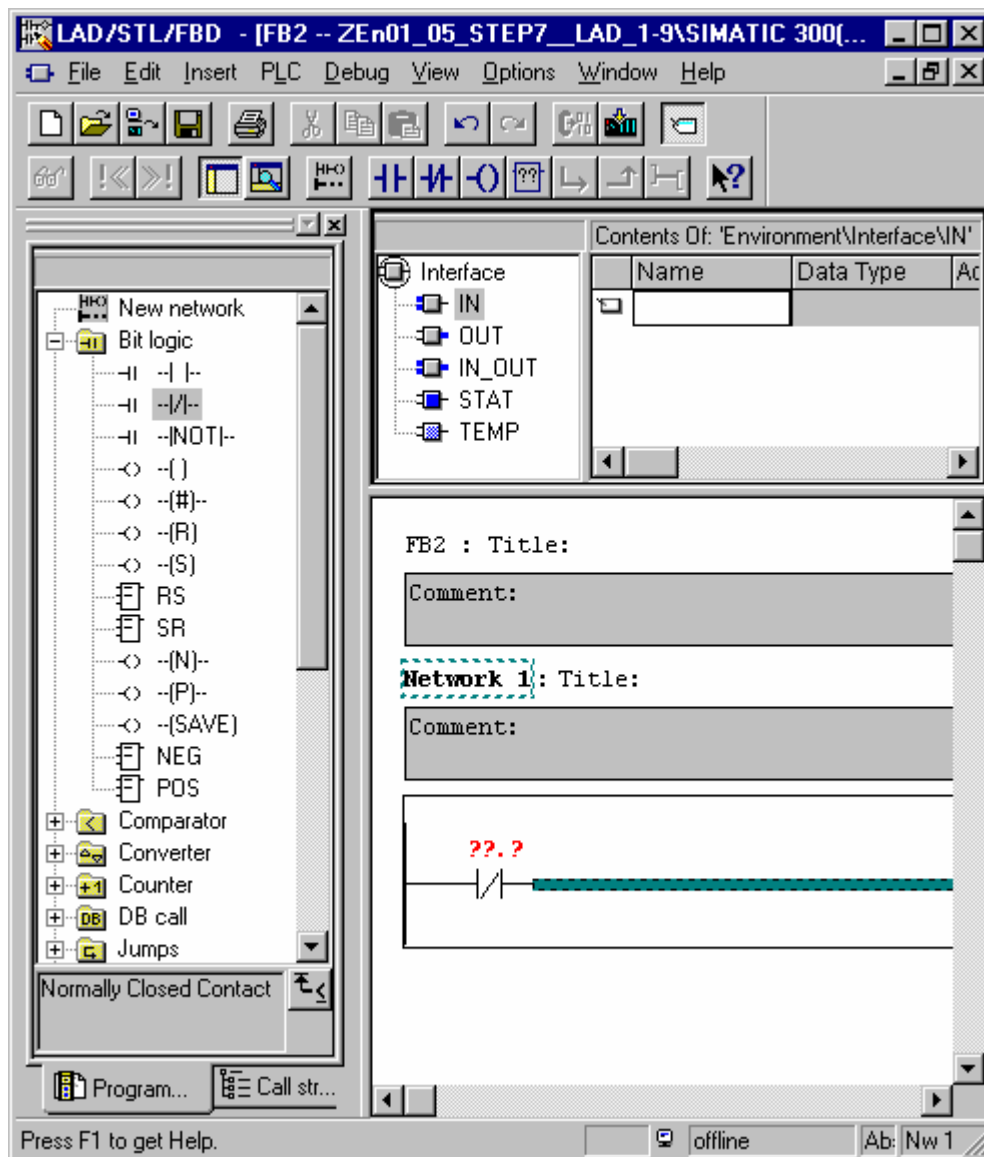 LAD/STL/FBD - [FB2 -- ZEn01_05_STEP7__LAD_1-9\SIMATIC 300(...
File Edit Insert PLC Debug View Options Window Help
New network
Bit logic
--| |--
--|/|--
--|NOT|--
--( )
--(#)--
--(R)
--(S)
RS
SR
--(N)--
--(P)--
--(SAVE)
NEG
POS
Comparator
Converter
Counter
DB call
Jumps
Normally Closed Contact
Program...
Call str...
Interface
IN
OUT
IN_OUT
STAT
TEMP
Contents Of: 'Environment\Interface\IN'
Name Data Type Ad
FB2 : Title:
Comment:
Network 1: Title:
Comment:
??.?
Press F1 to get Help.
offline
Ab:
Nw 1